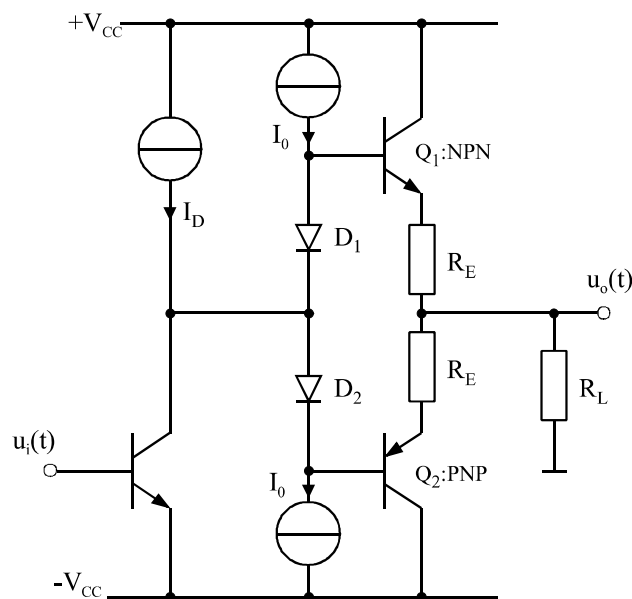 +V_CC
I_0
Q_1:NPN
I_D
D_1
R_E
u_o(t)
D_2
R_E
R_L
u_i(t)
I_0
Q_2:PNP
-V_CC